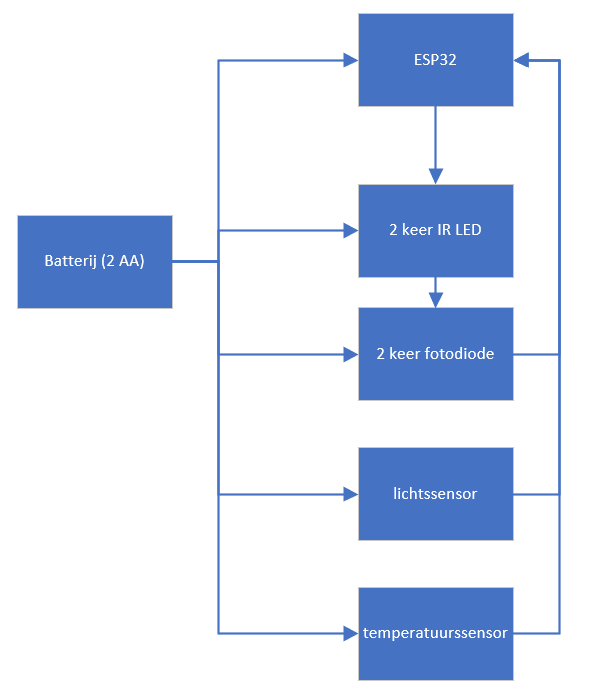 ESP32
2 keer IR LED
Batterij (2 AA)
2 keer fotodiode
lichtssensor
temperatuurssensor